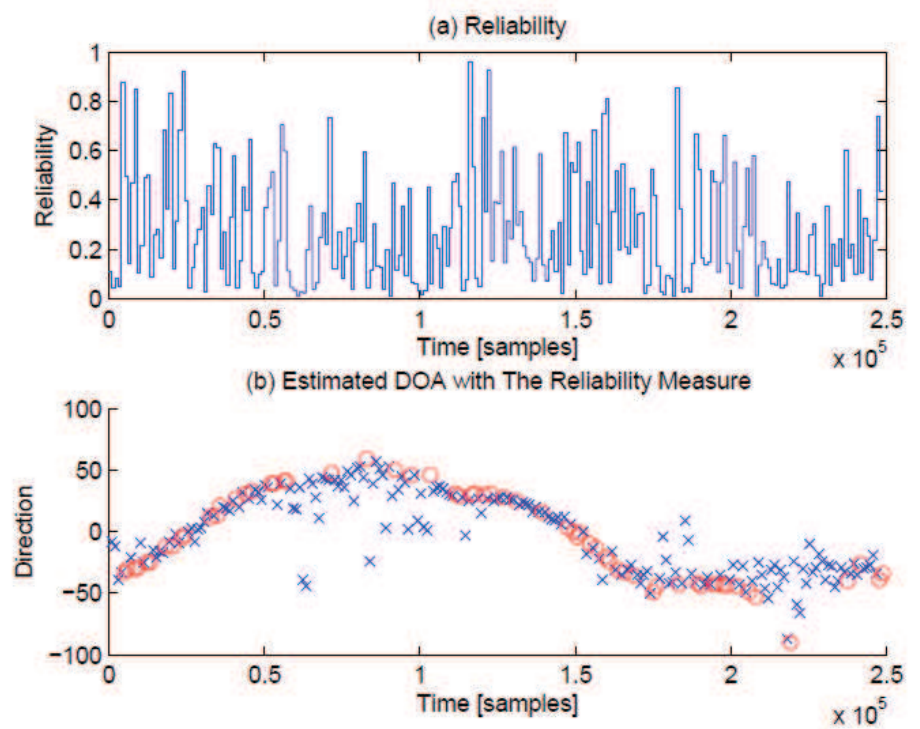 (a) Reliability
1
0.8
0.6
0.4
0.2
0
Reliability
0 0.5 1 1.5 2 2.5
Time [samples]
x 10^5
(b) Estimated DOA with The Reliability Measure
100
50
0
−50
−100
Direction
0 0.5 1 1.5 2 2.5
Time [samples]
x 10^5